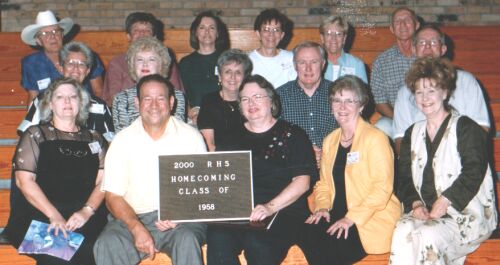 2000 RHS
HOMECOMING
CLASS OF
1958